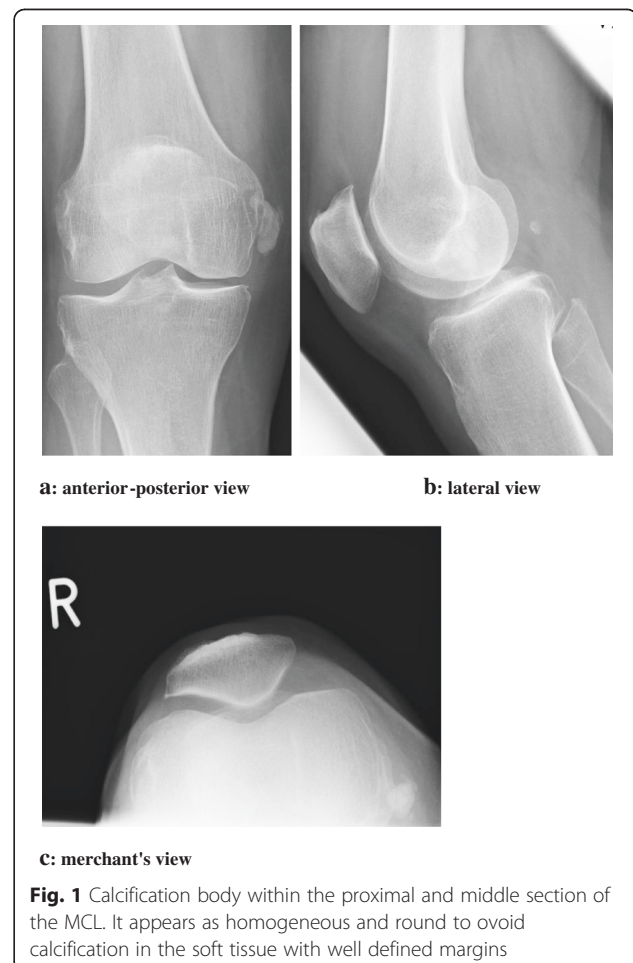 a: anterior-posterior view
b: lateral view
R
c: merchant's view
Fig. 1 Calcification body within the proximal and middle section of
the MCL. It appears as homogeneous and round to ovoid
calcification in the soft tissue with well defined margins